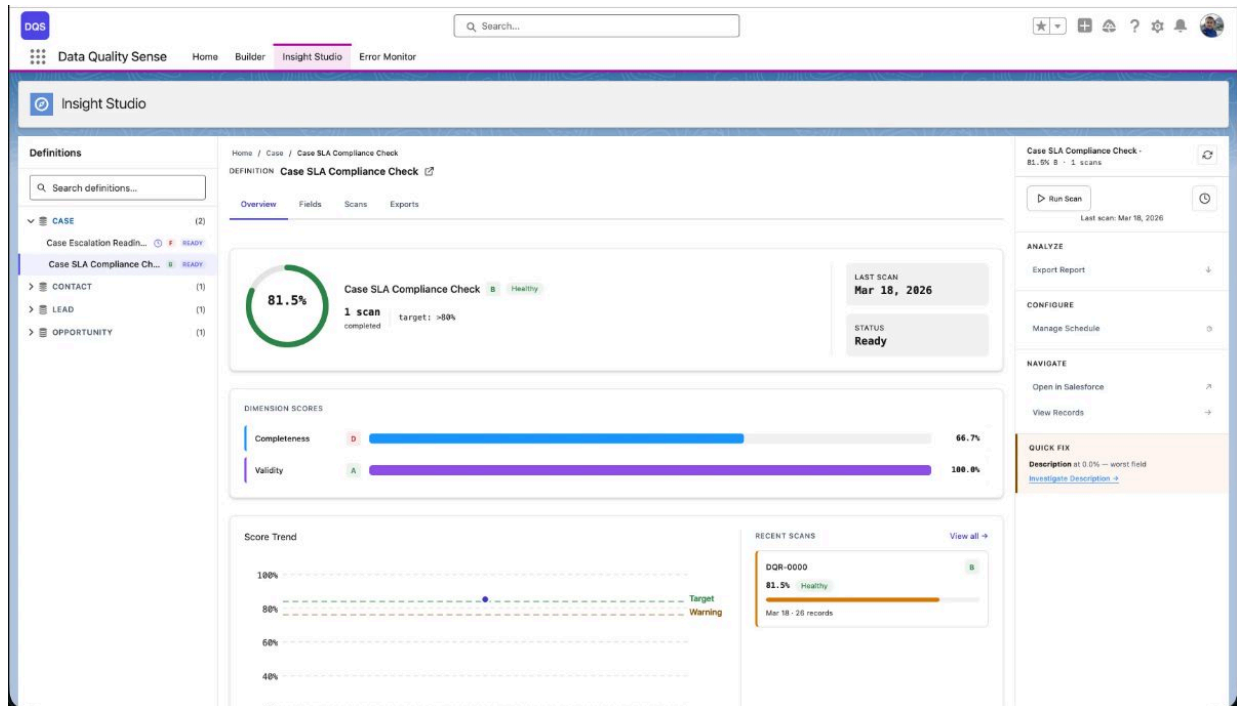 DQS
Search...
Data Quality Sense
Home
Builder
Insight Studio
Error Monitor
Insight Studio
Definitions
Search definitions...
CASE (2)
Case Escalation Readin... F READY
Case SLA Compliance Ch... B READY
CONTACT (1)
LEAD (1)
OPPORTUNITY (1)
Home / Case / Case SLA Compliance Check
DEFINITION Case SLA Compliance Check
Overview Fields Scans Exports
81.5%
Case SLA Compliance Check B Healthy
1 scan
completed
target: >80%
LAST SCAN
Mar 18, 2026
STATUS
Ready
DIMENSION SCORES
Completeness D 66.7%
Validity A 100.0%
Score Trend
100%
80%
60%
40%
Target
Warning
RECENT SCANS View all →
DQR-0000 B
81.5% Healthy
Mar 18 · 26 records
Case SLA Compliance Check ·
81.5% B · 1 scans
Run Scan
Last scan: Mar 18, 2026
ANALYZE
Export Report
CONFIGURE
Manage Schedule
NAVIGATE
Open in Salesforce
View Records
QUICK FIX
Description at 0.0% — worst field
Investigate Description →